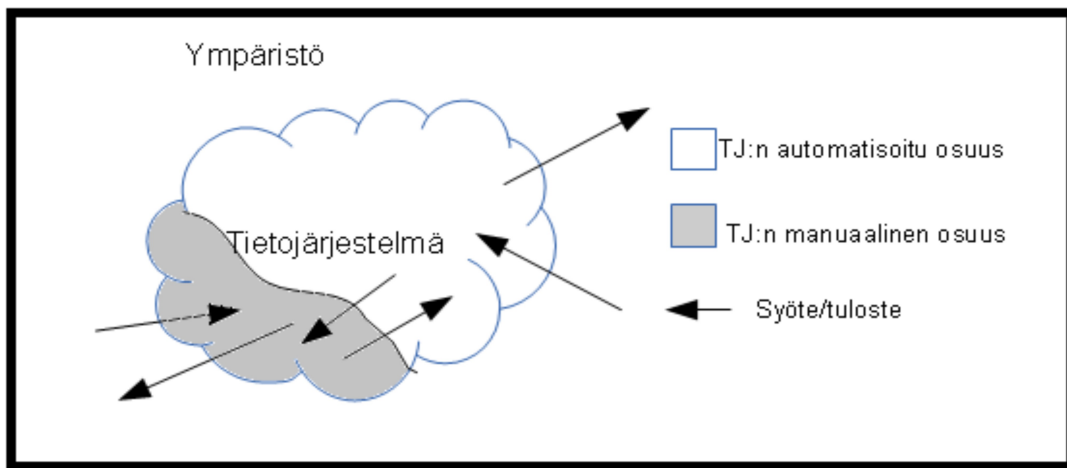 Ympäristö
TJ:n automatisoitu osuus
Tietojärjestelmä
TJ:n manuaalinen osuus
Syöte/tuloste